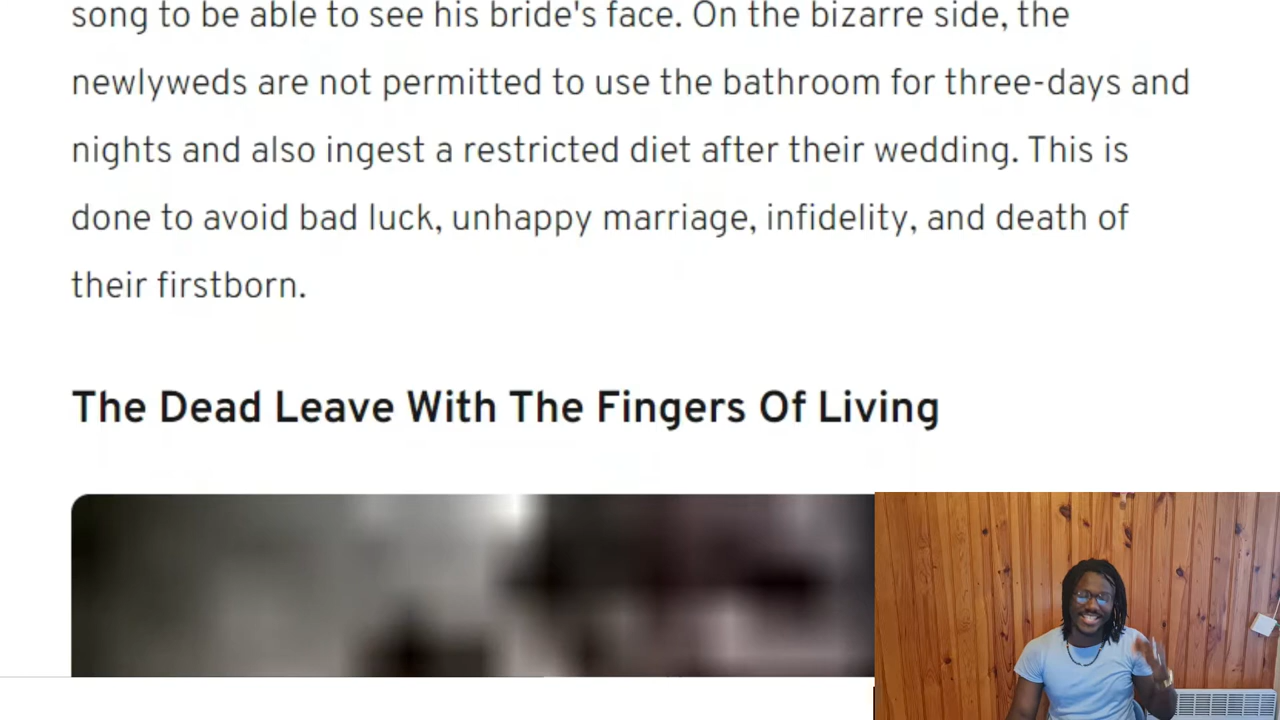 song to be able to see his bride's face. On the bizarre side, the
newlyweds are not permitted to use the bathroom for three-days and
nights and also ingest a restricted diet after their wedding. This is
done to avoid bad luck, unhappy marriage, infidelity, and death of
their firstborn.
The Dead Leave With The Fingers Of Living